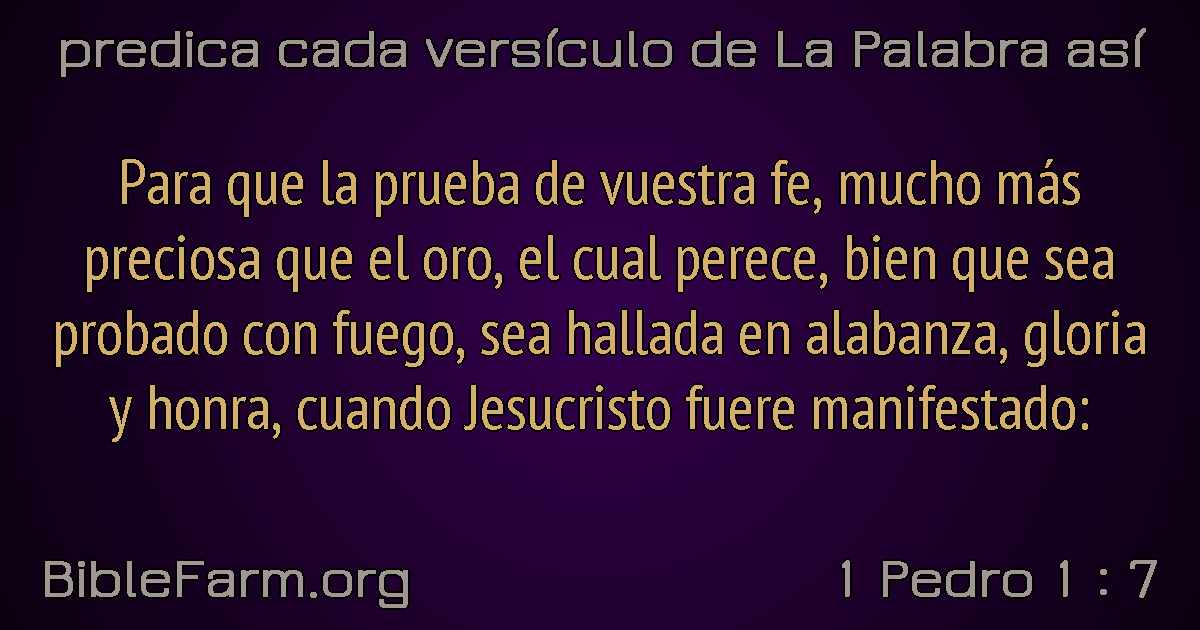 predica cada versículo de La Palabra así
Para que la prueba de vuestra fe, mucho más
preciosa que el oro, el cual perece, bien que sea
probado con fuego, sea hallada en alabanza, gloria
y honra, cuando Jesucristo fuere manifestado:
BibleFarm.org
1 Pedro 1 : 7